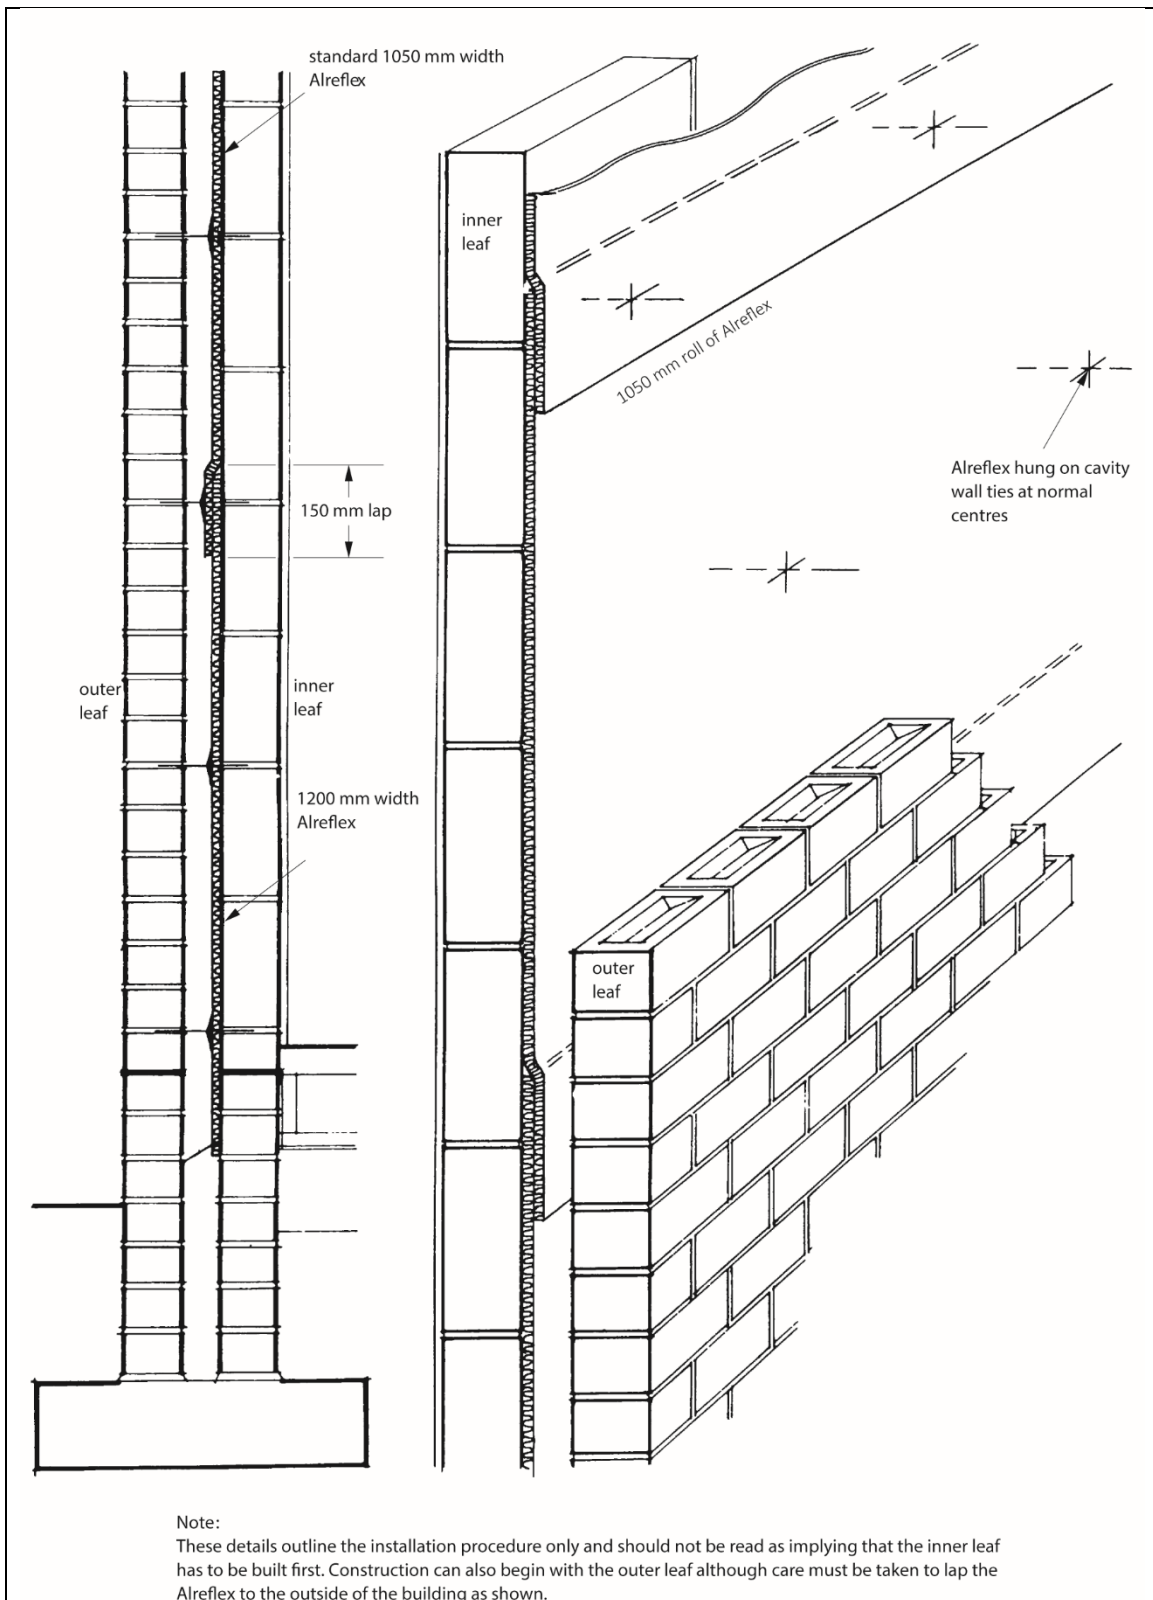 standard 1050 mm width
Alreflex
inner
leaf
1050 mm roll of Alreflex
Alreflex hung on cavity
wall ties at normal
centres
150 mm lap
outer
leaf
inner
leaf
1200 mm width
Alreflex
outer
leaf
Note:
These details outline the installation procedure only and should not be read as implying that the inner leaf
has to be built first. Construction can also begin with the outer leaf although care must be taken to lap the
Alreflex to the outside of the building as shown.